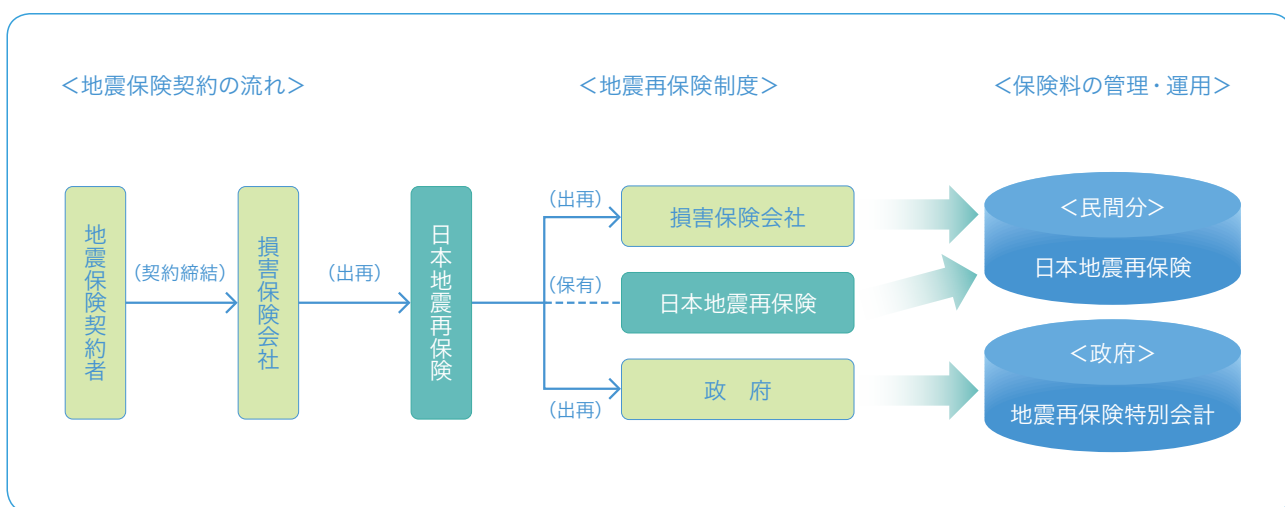 ＜地震保険契約の流れ＞
＜地震再保険制度＞
＜保険料の管理・運用＞
地震保険契約者
（契約締結）
損害保険会社
（出再）
日本地震再保険
（出再）
損害保険会社
（保有）
日本地震再保険
（出再）
政　府
＜民間分＞
日本地震再保険
＜政府＞
地震再保険特別会計